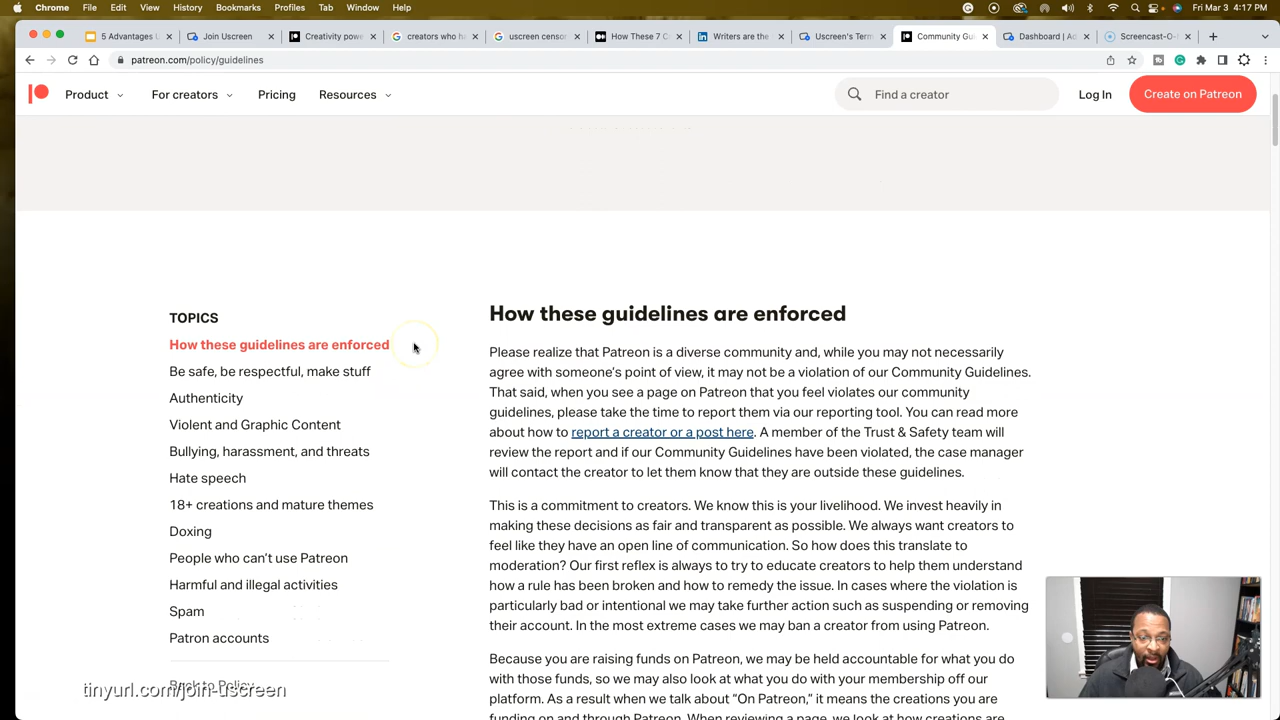 Chrome File Edit View History Bookmarks Profiles Tab Window Help Fri Mar 3 4:17 PM
5 Advantages U Join Uscreen Creativity pow creators who ha uscreen censor How These 7 C Writers are the Uscreen's Term Community Gui Dashboard | Ad Screencast-O-
patreon.com/policy/guidelines
Product For creators Pricing Resources Find a creator Log In Create on Patreon
TOPICS
How these guidelines are enforced
Be safe, be respectful, make stuff
Authenticity
Violent and Graphic Content
Bullying, harassment, and threats
Hate speech
18+ creations and mature themes
Doxing
People who can't use Patreon
Harmful and illegal activities
Spam
Patron accounts
Back to Policy
tinyurl.com/join-uscreen
How these guidelines are enforced
Please realize that Patreon is a diverse community and, while you may not necessarily
agree with someone's point of view, it may not be a violation of our Community Guidelines.
That said, when you see a page on Patreon that you feel violates our community
guidelines, please take the time to report them via our reporting tool. You can read more
about how to report a creator or a post here. A member of the Trust & Safety team will
review the report and if our Community Guidelines have been violated, the case manager
will contact the creator to let them know that they are outside these guidelines.
This is a commitment to creators. We know this is your livelihood. We invest heavily in
making these decisions as fair and transparent as possible. We always want creators to
feel like they have an open line of communication. So how does this translate to
moderation? Our first reflex is always to try to educate creators to help them understand
how a rule has been broken and how to remedy the issue. In cases where the violation is
particularly bad or intentional we may take further action such as suspending or removing
their account. In the most extreme cases we may ban a creator from using Patreon.
Because you are raising funds on Patreon, we may be held accountable for what you do
with those funds, so we may also look at what you do with your membership off our
platform. As a result when we talk about “On Patreon,” it means the creations you are
funding on and through Patreon. When reviewing a page, we look at how creations are